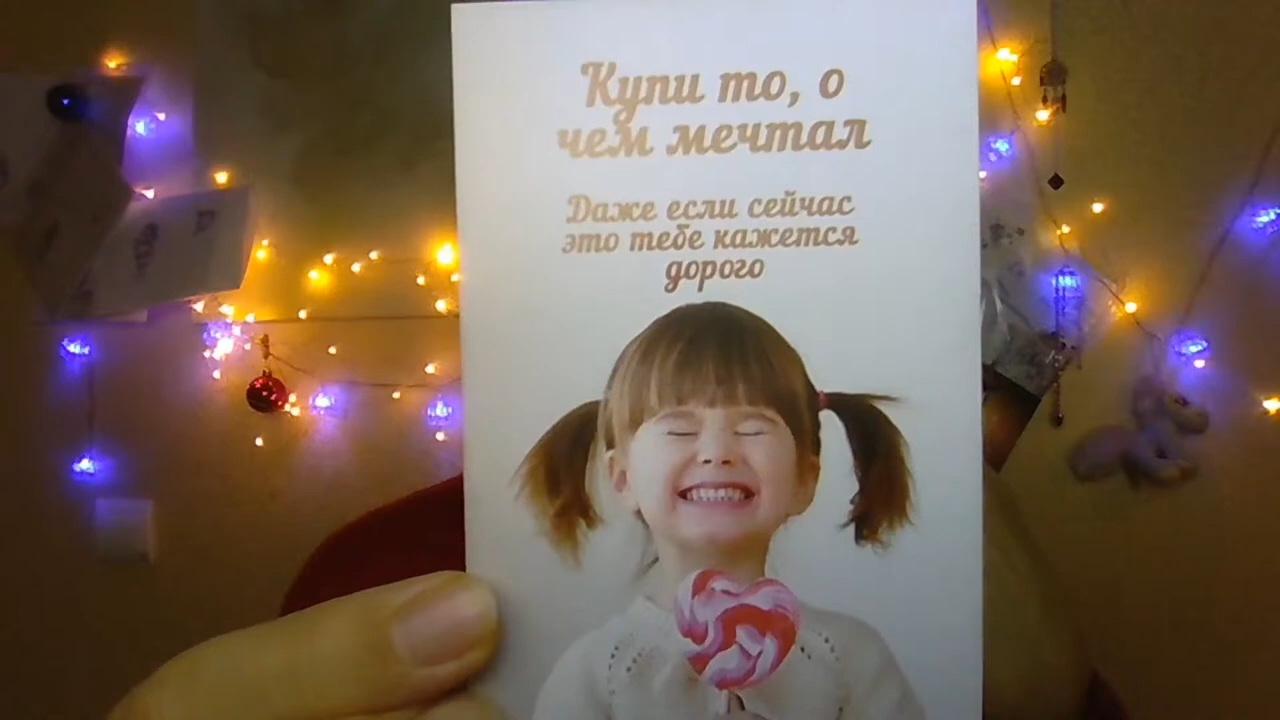 Купи то, о
чем мечтал
Даже если сейчас
это тебе кажется
дорого